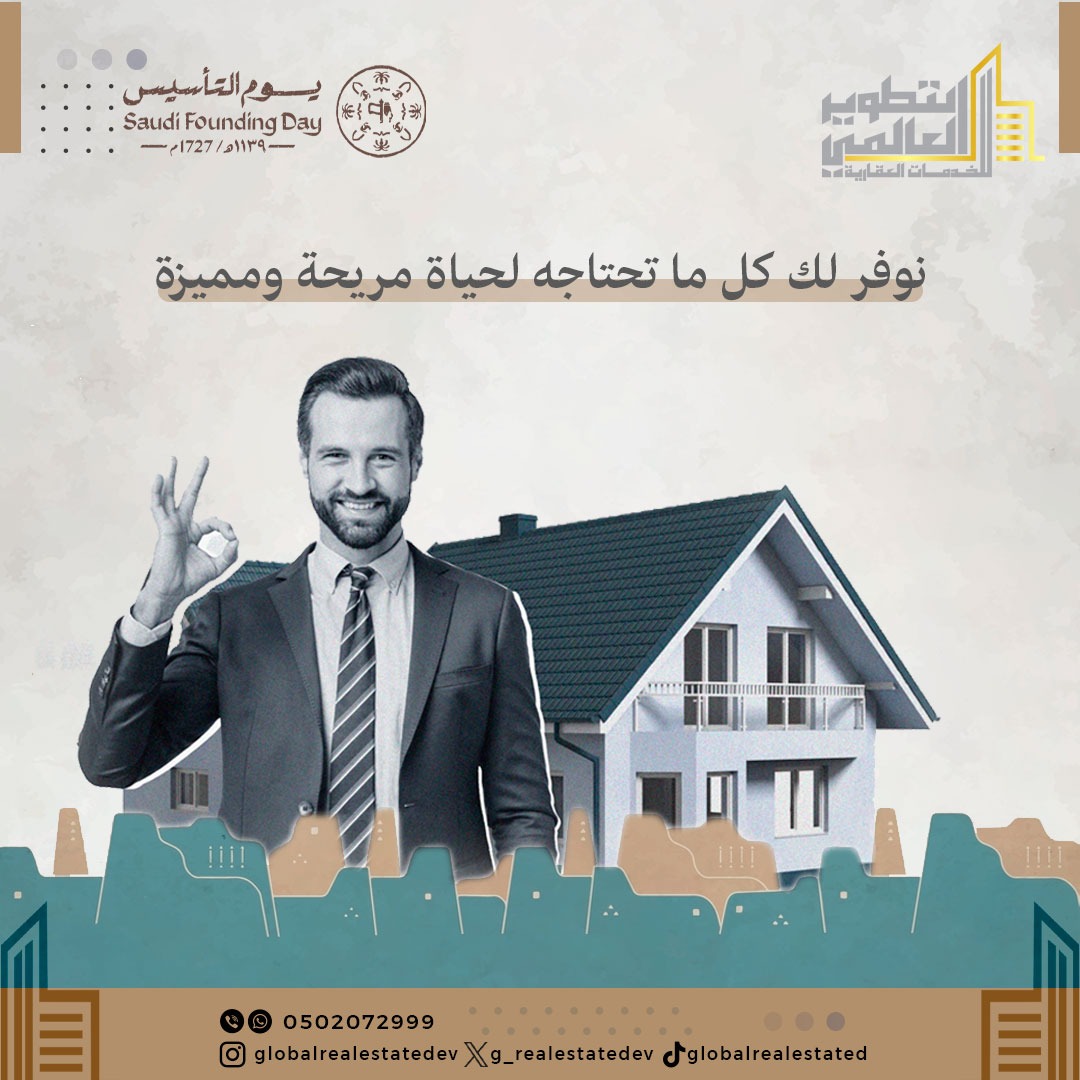 يوم التأسيس
Saudi Founding Day
١١٣٩هـ / 1727م
التطوير
العالمي
للخدمات العقارية
نوفر لك كل ما تحتاجه لحياة مريحة ومميزة
0502072999
globalrealestatedev g_realestatedev globalrealestated